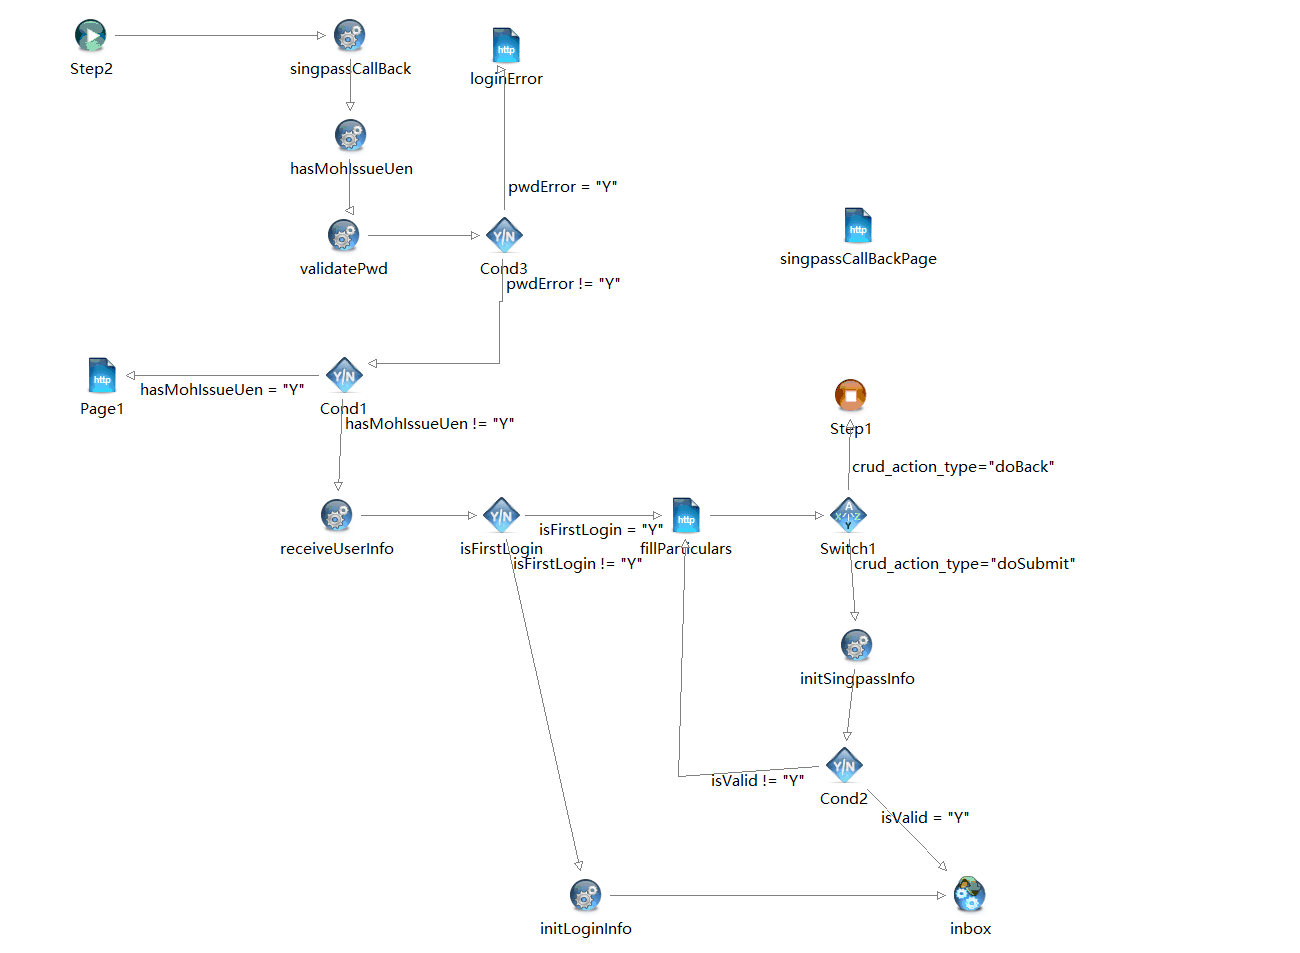 Step2
singpassCallBack
http
loginError
hasMohIssueUen
pwdError = "Y"
Y/N
http
validatePwd
Cond3
singpassCallBackPage
pwdError != "Y"
http
Y/N
hasMohIssueUen = "Y"
Page1
Cond1
hasMohIssueUen != "Y"
Step1
crud_action_type="doBack"
Y/N
isFirstLogin = "Y"
http
A
X Z
Y
receiveUserInfo
isFirstLogin
fillParticulars
Switch1
isFirstLogin != "Y"
crud_action_type="doSubmit"
initSingpassInfo
Y/N
isValid != "Y"
Cond2
isValid = "Y"
initLoginInfo
inbox